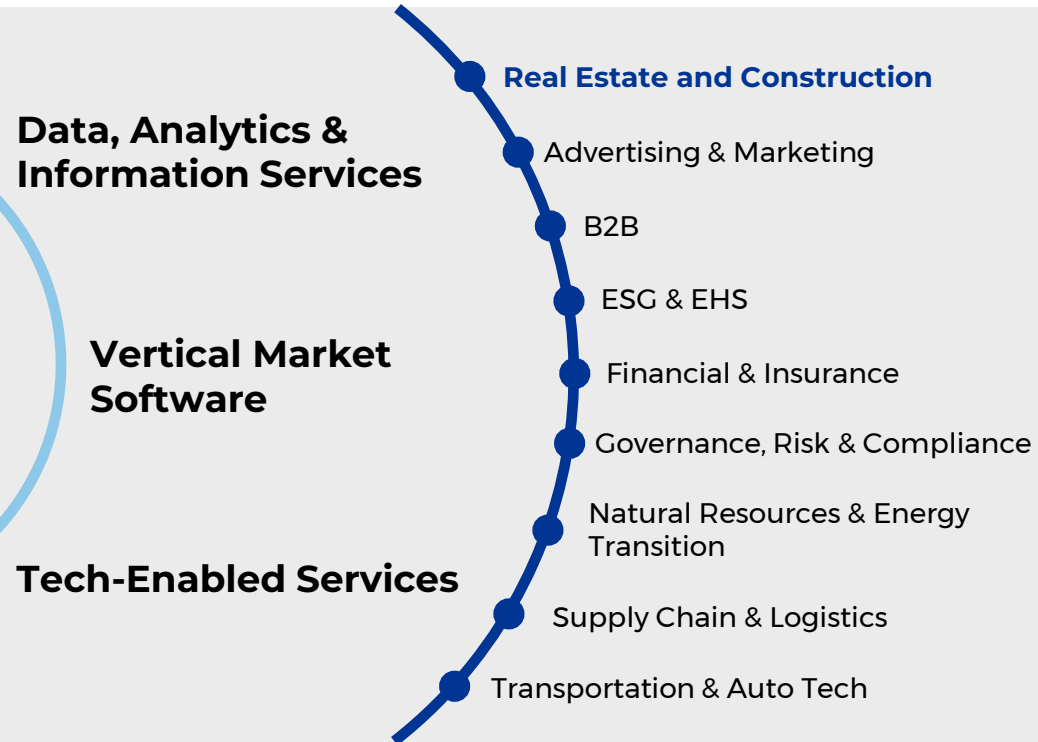 Data, Analytics &
Information Services
Vertical Market
Software
Tech-Enabled Services
Real Estate and Construction
Advertising & Marketing
B2B
ESG & EHS
Financial & Insurance
Governance, Risk & Compliance
Natural Resources & Energy
Transition
Supply Chain & Logistics
Transportation & Auto Tech